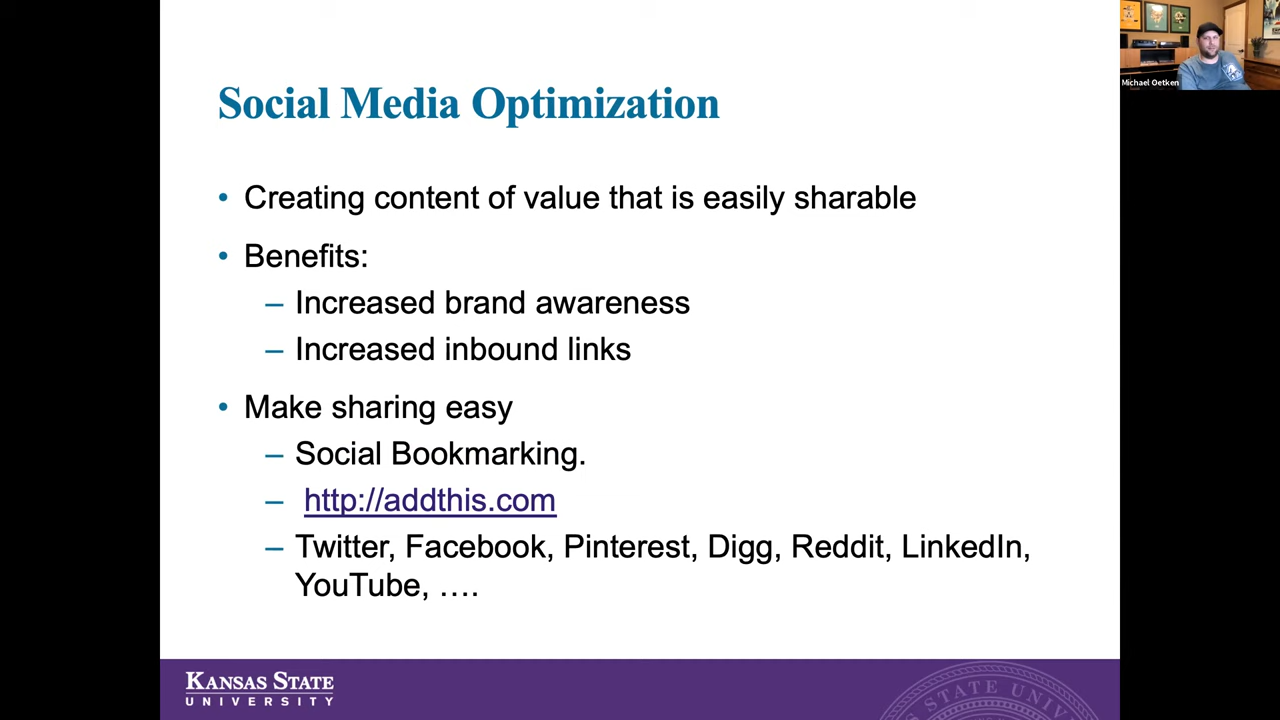 Social Media Optimization
• Creating content of value that is easily sharable
• Benefits:
– Increased brand awareness
– Increased inbound links
• Make sharing easy
– Social Bookmarking.
– http://addthis.com
– Twitter, Facebook, Pinterest, Digg, Reddit, LinkedIn,
YouTube, ….
KANSAS STATE
UNIVERSITY
STATE UNIV
Michael Oetken